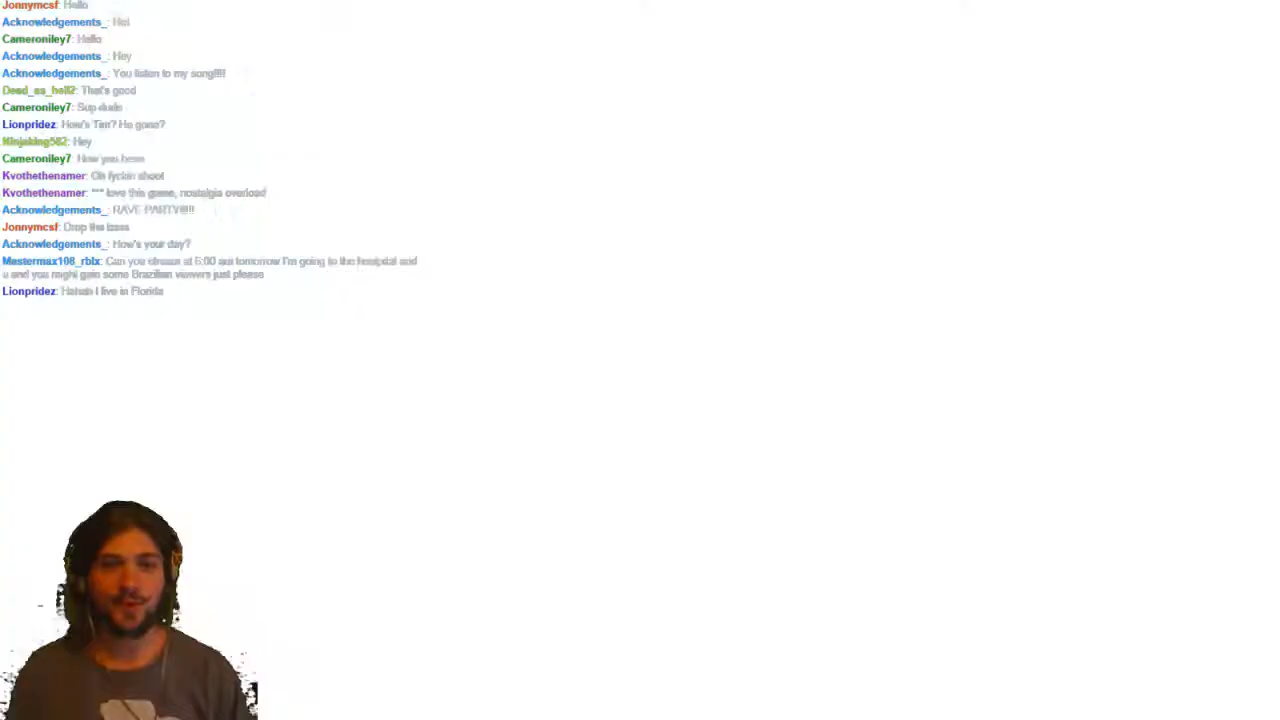 Jonnymcsf: Hello
Acknowledgements_: Hei
Cameroniley7: Hello
Acknowledgements_: Hey
Acknowledgements_: You listen to my song!!!!!
Dead_as_hell2: That's good
Cameroniley7: Sup dude
Lionpridez: How's Tim? He gone?
Ninjaking582: Hey
Cameroniley7: How you been
Kvothethenamer: Oh fyckin shoot
Kvothethenamer: *** love this game, nostalgia overload
Acknowledgements_: RAVE PARTY!!!!!
Jonnymcsf: Drop the bass
Acknowledgements_: How's your day?
Mastermax108_rblx: Can you stream at 6:00 am tomorrow I'm going to the hospital and
u and you might gain some Brazilian viewers just please
Lionpridez: Hahah I live in Florida